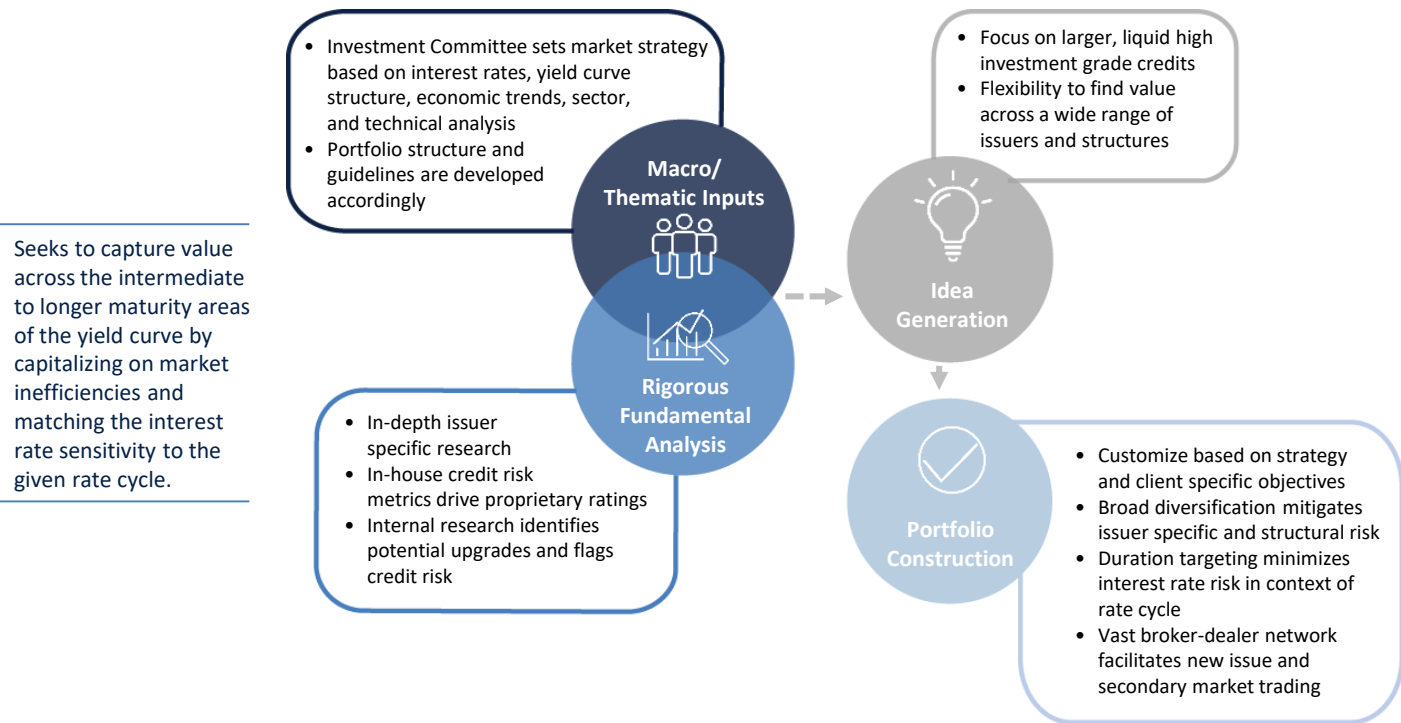 Seeks to capture value
across the intermediate
to longer maturity areas
of the yield curve by
capitalizing on market
inefficiencies and
matching the interest
rate sensitivity to the
given rate cycle.
• Investment Committee sets market strategy
based on interest rates, yield curve
structure, economic trends, sector,
and technical analysis
• Portfolio structure and
guidelines are developed
accordingly
Macro/
Thematic Inputs
Rigorous
Fundamental
Analysis
• In-depth issuer
specific research
• In-house credit risk
metrics drive proprietary ratings
• Internal research identifies
potential upgrades and flags
credit risk
• Focus on larger, liquid high
investment grade credits
• Flexibility to find value
across a wide range of
issuers and structures
Idea
Generation
Portfolio
Construction
• Customize based on strategy
and client specific objectives
• Broad diversification mitigates
issuer specific and structural risk
• Duration targeting minimizes
interest rate risk in context of
rate cycle
• Vast broker-dealer network
facilitates new issue and
secondary market trading